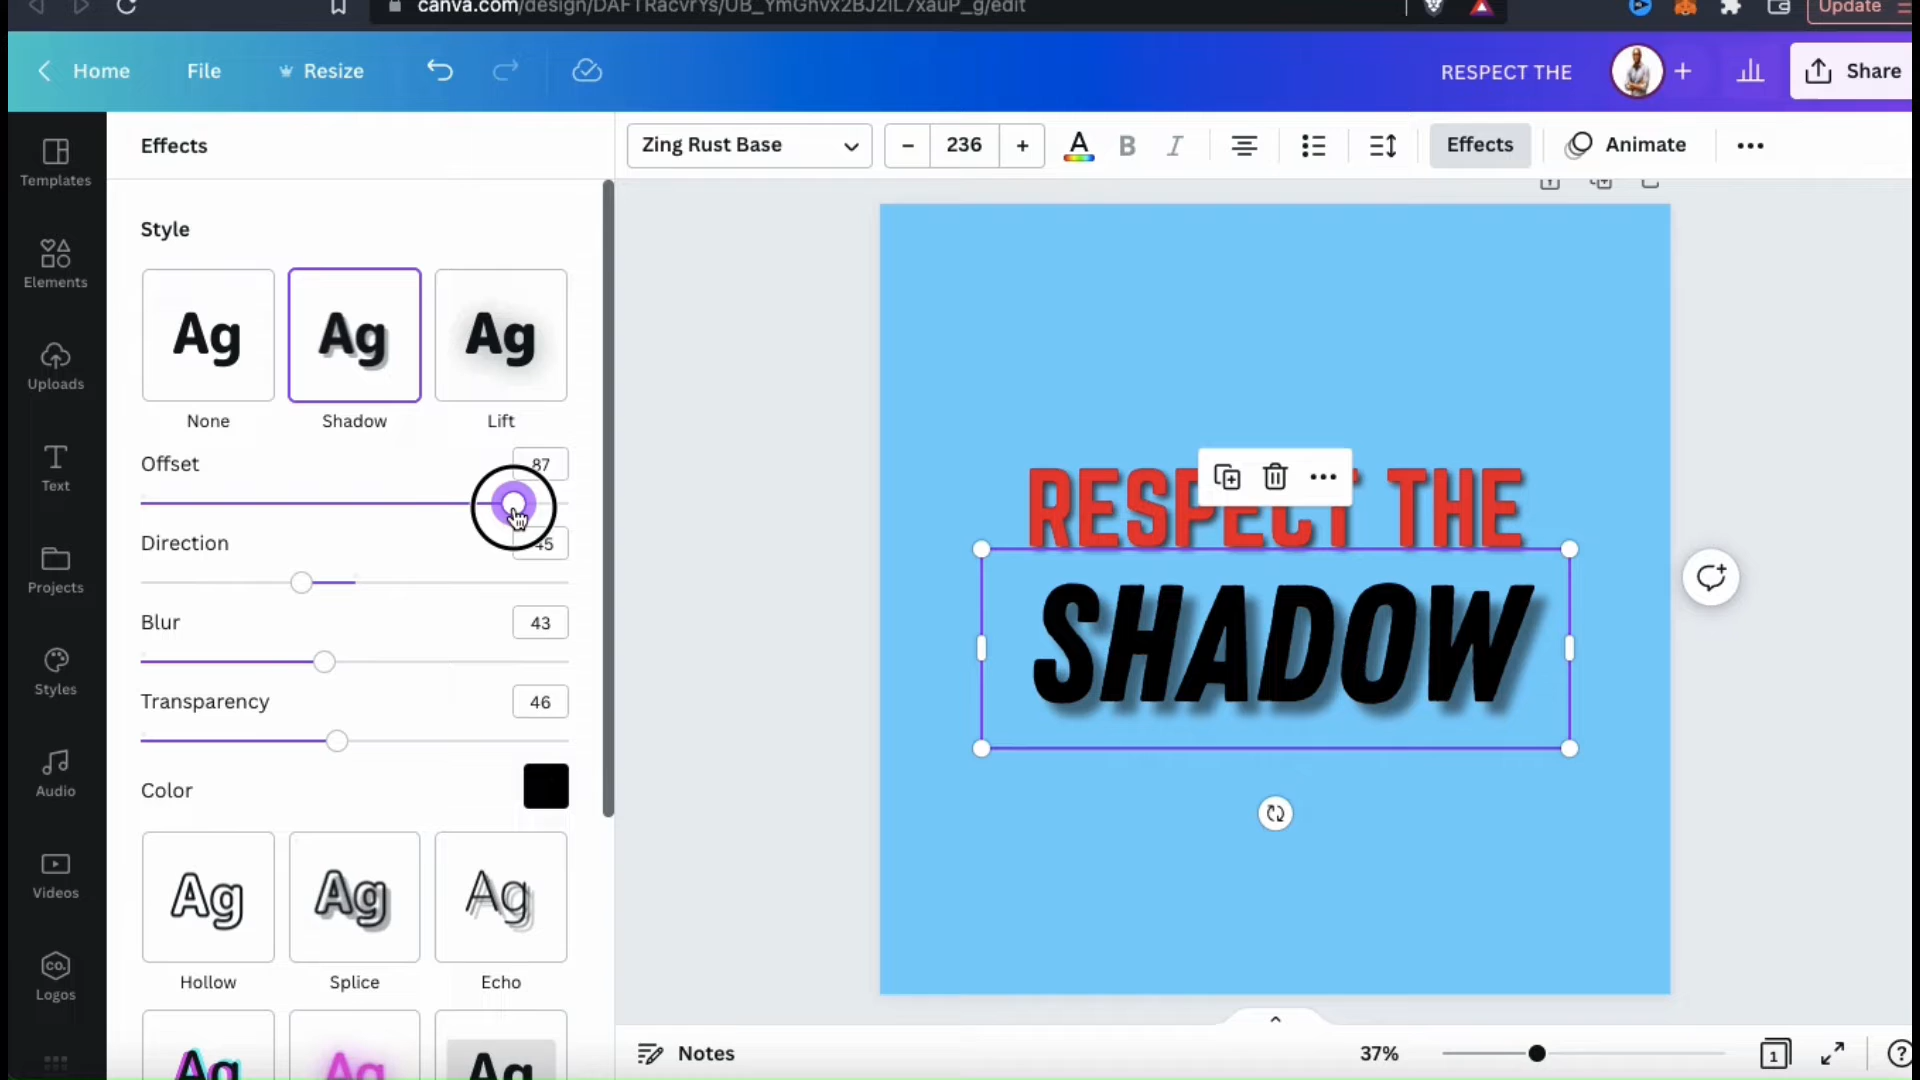 canva.com/design/DAFTRacvrYs/UB_YmGhvx2BJ2IL7xauP_g/edit
Update
Home
File
Resize
RESPECT THE
Share
Effects
Zing Rust Base
236
A
B
I
Effects
Animate
Templates
Elements
Uploads
Text
Projects
Styles
Audio
Videos
Logos
Style
Ag
Ag
Ag
None
Shadow
Lift
Offset
87
Direction
45
Blur
43
Transparency
46
Color
Ag
Ag
Ag
Hollow
Splice
Echo
Ag
Ag
Ag
RESPECT THE
SHADOW
CO.
Notes
37%
1
?